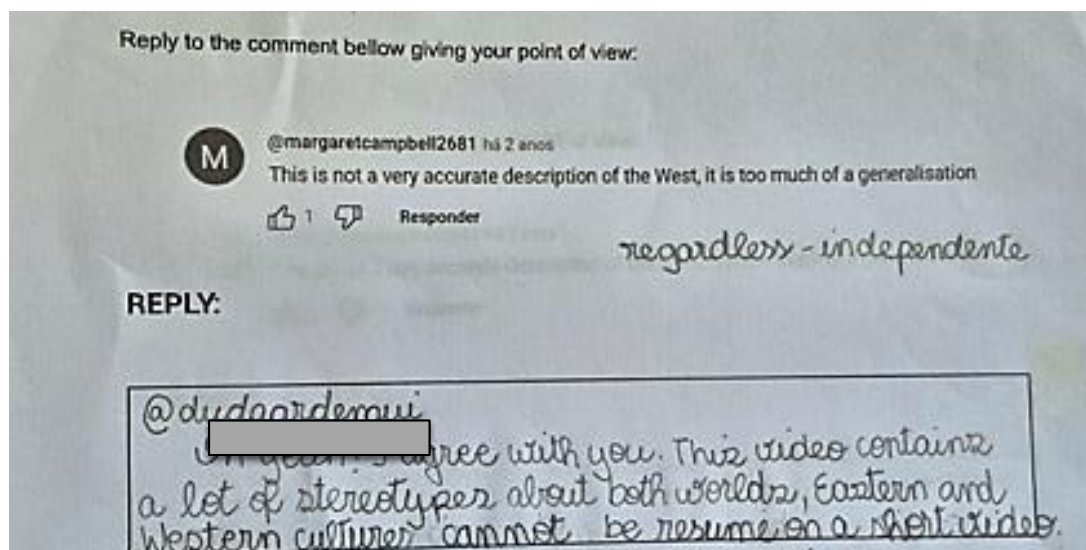 Reply to the comment bellow giving your point of view:
M
@margaretcampbell2681 há 2 anos
This is not a very accurate description of the West, it is too much of a generalisation
1 Responder
regardless - independente
REPLY:
agree with you. This video contains
a lot of stereotypes about both worlds, Eastern and
Western cultures cannot be resume on a short video.